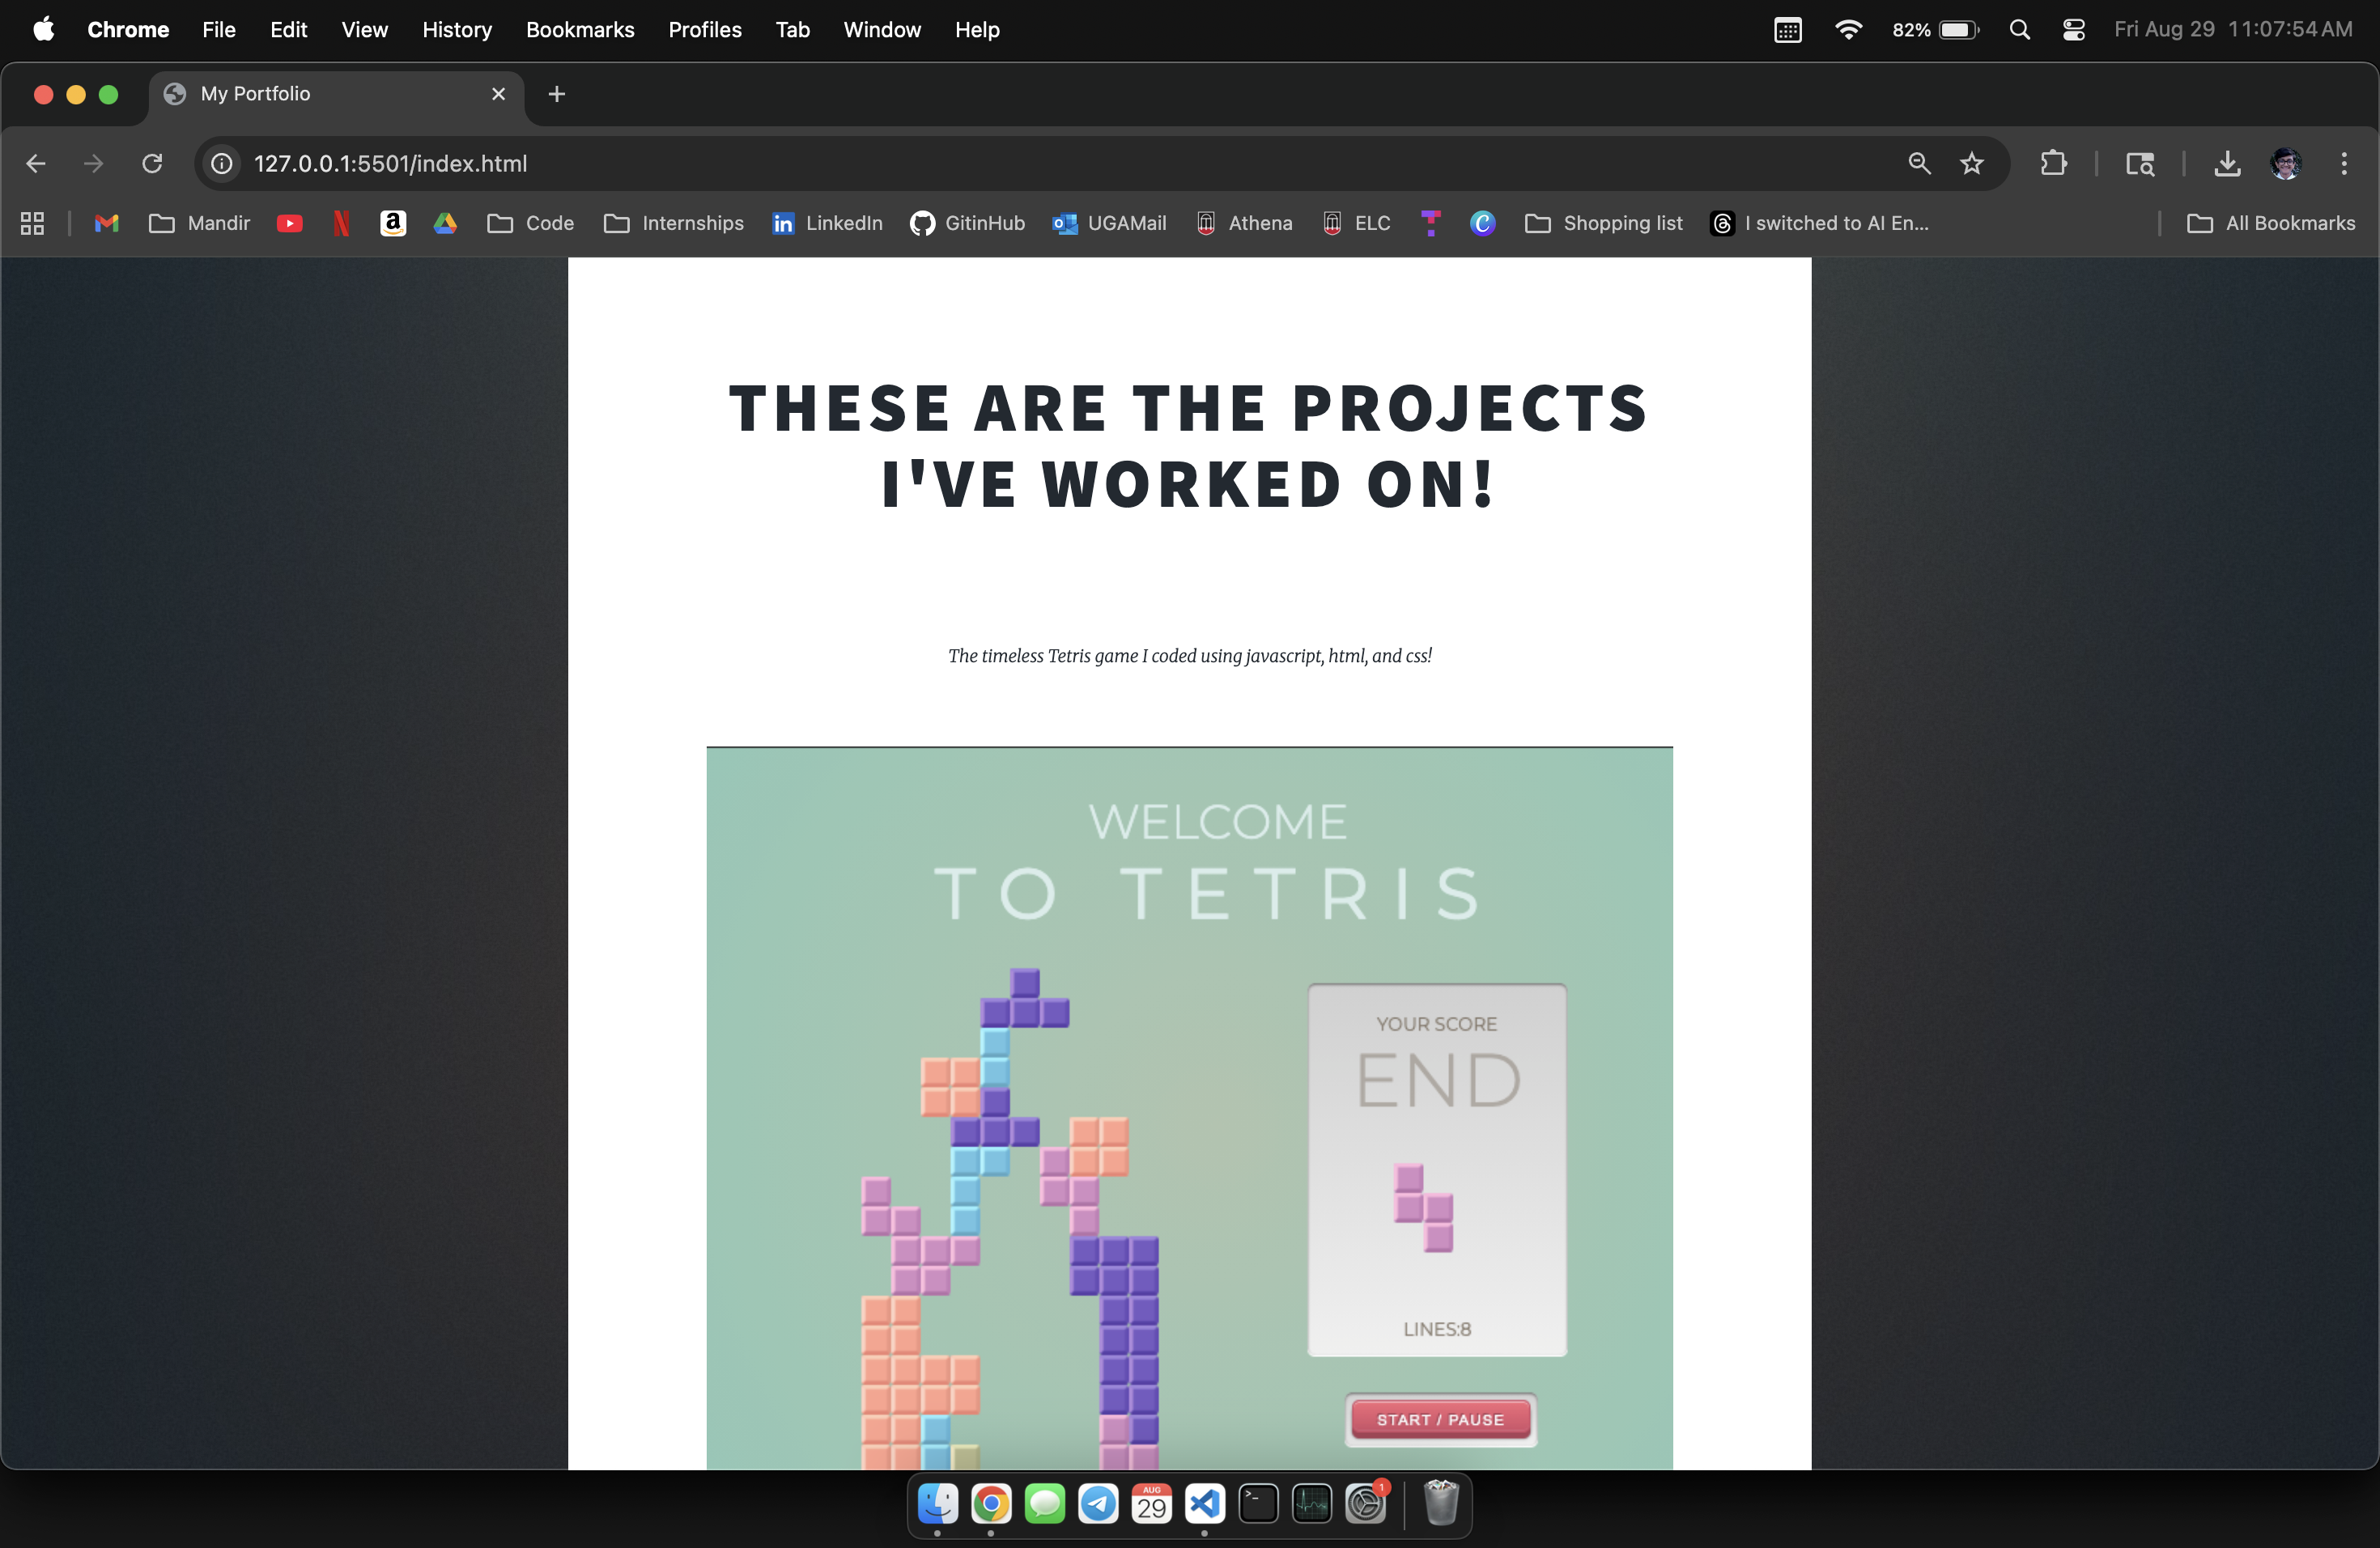 Chrome File Edit View History Bookmarks Profiles Tab Window Help 82% Fri Aug 29 11:07:54 AM
My Portfolio
127.0.0.1:5501/index.html
Mandir Code Internships in LinkedIn GitinHub UGAMail Athena ELC Shopping list I switched to AI En... All Bookmarks
THESE ARE THE PROJECTS
I'VE WORKED ON!
The timeless Tetris game I coded using javascript, html, and css!
WELCOME
TO TETRIS
YOUR SCORE
END
LINES:8
START / PAUSE
AUG
29
1